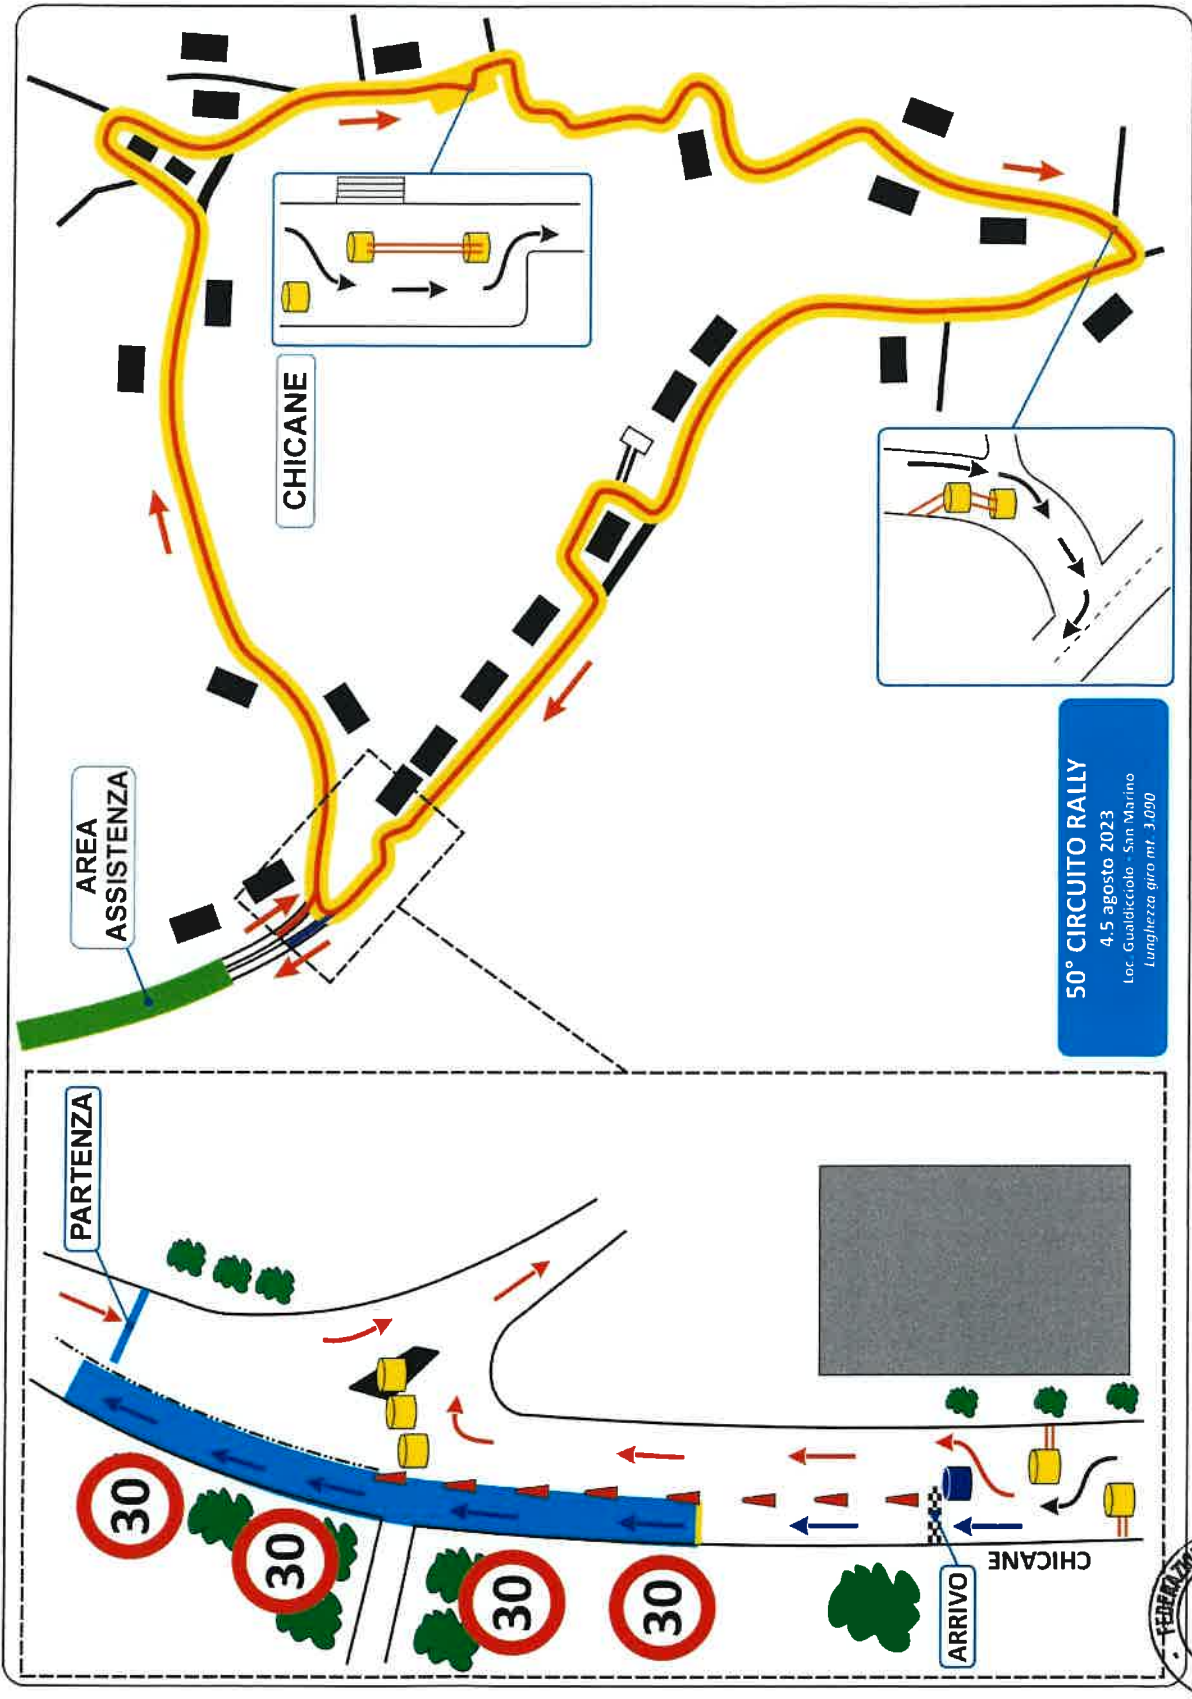 CHICANE
AREA
ASSISTENZA
50° CIRCUITO RALLY
4.5 agosto 2023
Loc. Gualdicciolo - San Marino
Lunghezza giro mt. 3.090
PARTENZA
30
30
30
30
ARRIVO
CHICANE